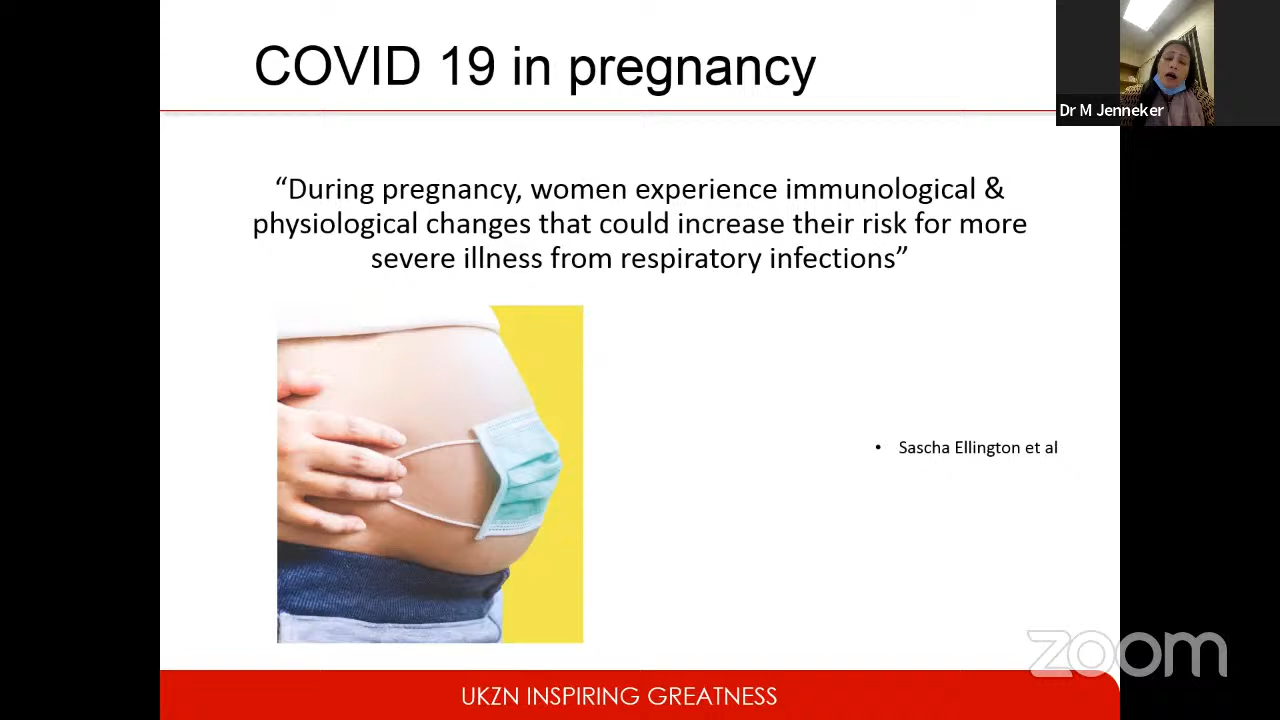 COVID 19 in pregnancy
Dr M Jenneker
“During pregnancy, women experience immunological &
physiological changes that could increase their risk for more
severe illness from respiratory infections”
• Sascha Ellington et al
zoom
UKZN INSPIRING GREATNESS